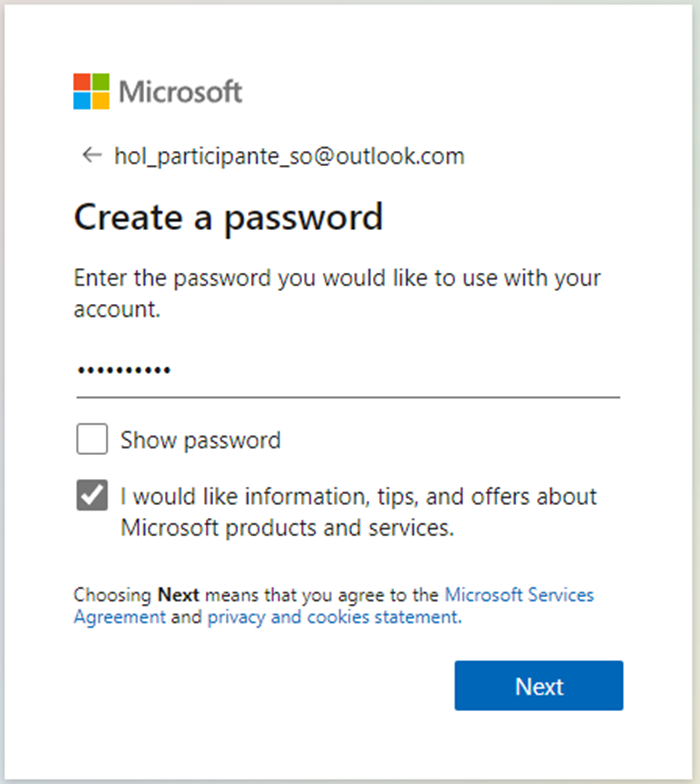 Microsoft
← hol_participante_so@outlook.com
Create a password
Enter the password you would like to use with your
account.
••••••••••
Show password
I would like information, tips, and offers about
Microsoft products and services.
Choosing Next means that you agree to the Microsoft Services
Agreement and privacy and cookies statement.
Next